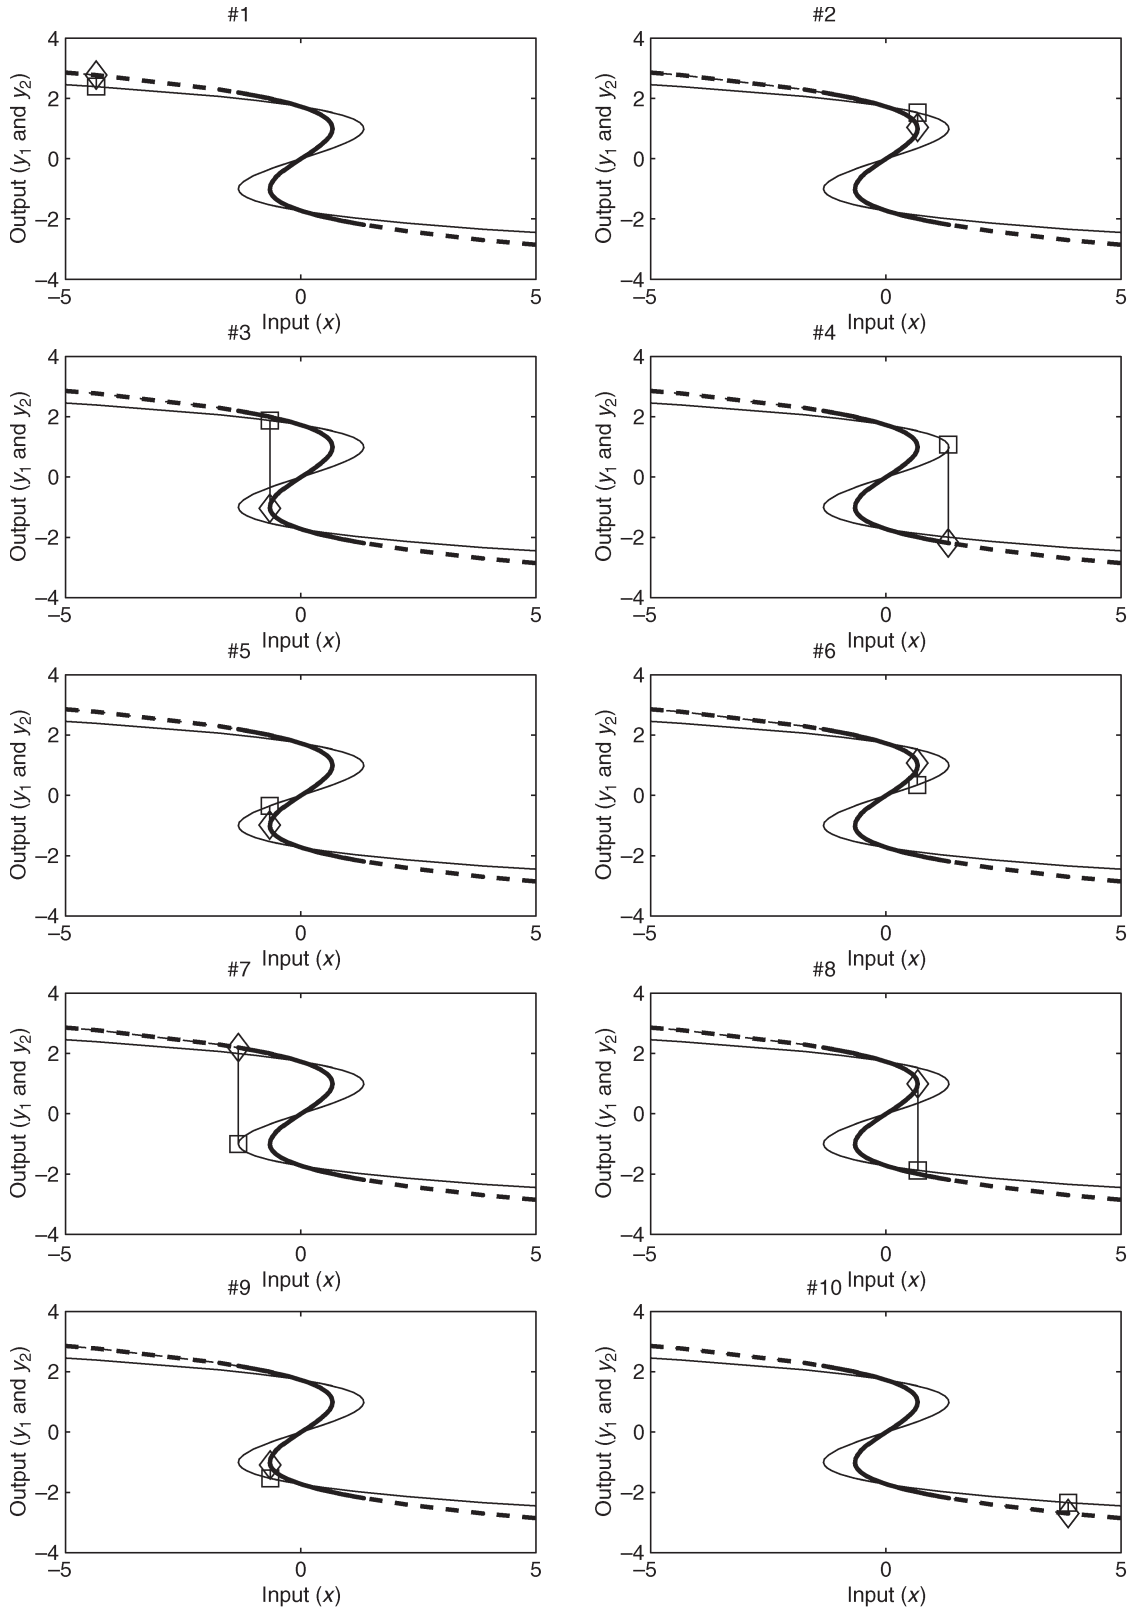 #1 #2
4 4
2 2
0 0
–2 –2
–4 –4
Output (y1 and y2) Output (y1 and y2)
–5 0 5 –5 0 5
Input (x) Input (x)
#3 #4
4 4
2 2
0 0
–2 –2
–4 –4
Output (y1 and y2) Output (y1 and y2)
–5 0 5 –5 0 5
Input (x) Input (x)
#5 #6
4 4
2 2
0 0
–2 –2
–4 –4
Output (y1 and y2) Output (y1 and y2)
–5 0 5 –5 0 5
Input (x) Input (x)
#7 #8
4 4
2 2
0 0
–2 –2
–4 –4
Output (y1 and y2) Output (y1 and y2)
–5 0 5 –5 0 5
Input (x) Input (x)
#9 #10
4 4
2 2
0 0
–2 –2
–4 –4
Output (y1 and y2) Output (y1 and y2)
–5 0 5 –5 0 5
Input (x) Input (x)